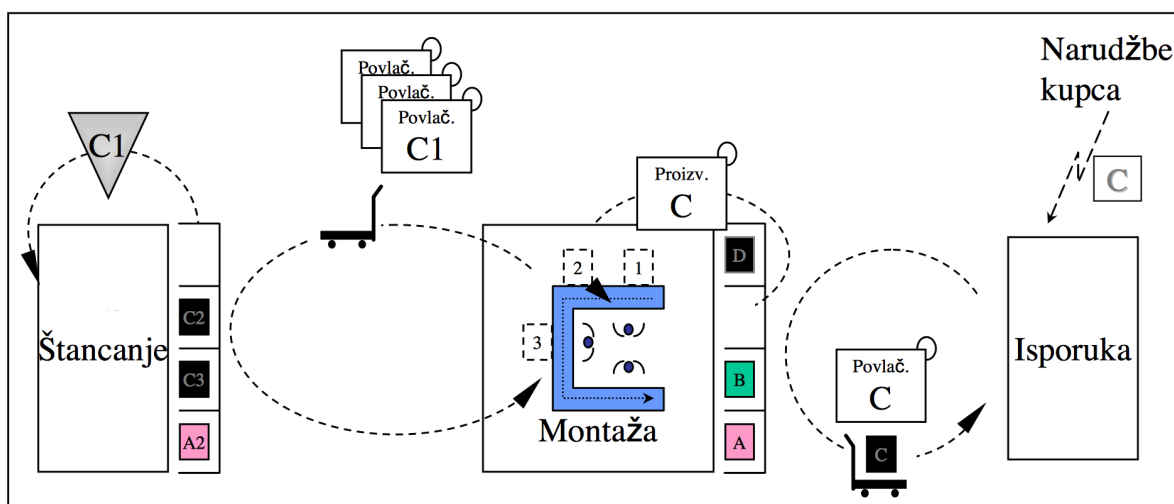 Narudžbe
kupca
C
Povlač.
Povlač.
Povlač.
C1
C1
Proizv.
C
D
2
1
3
B
A
Montaža
Štancanje
C2
C3
A2
Povlač.
C
C
Isporuka